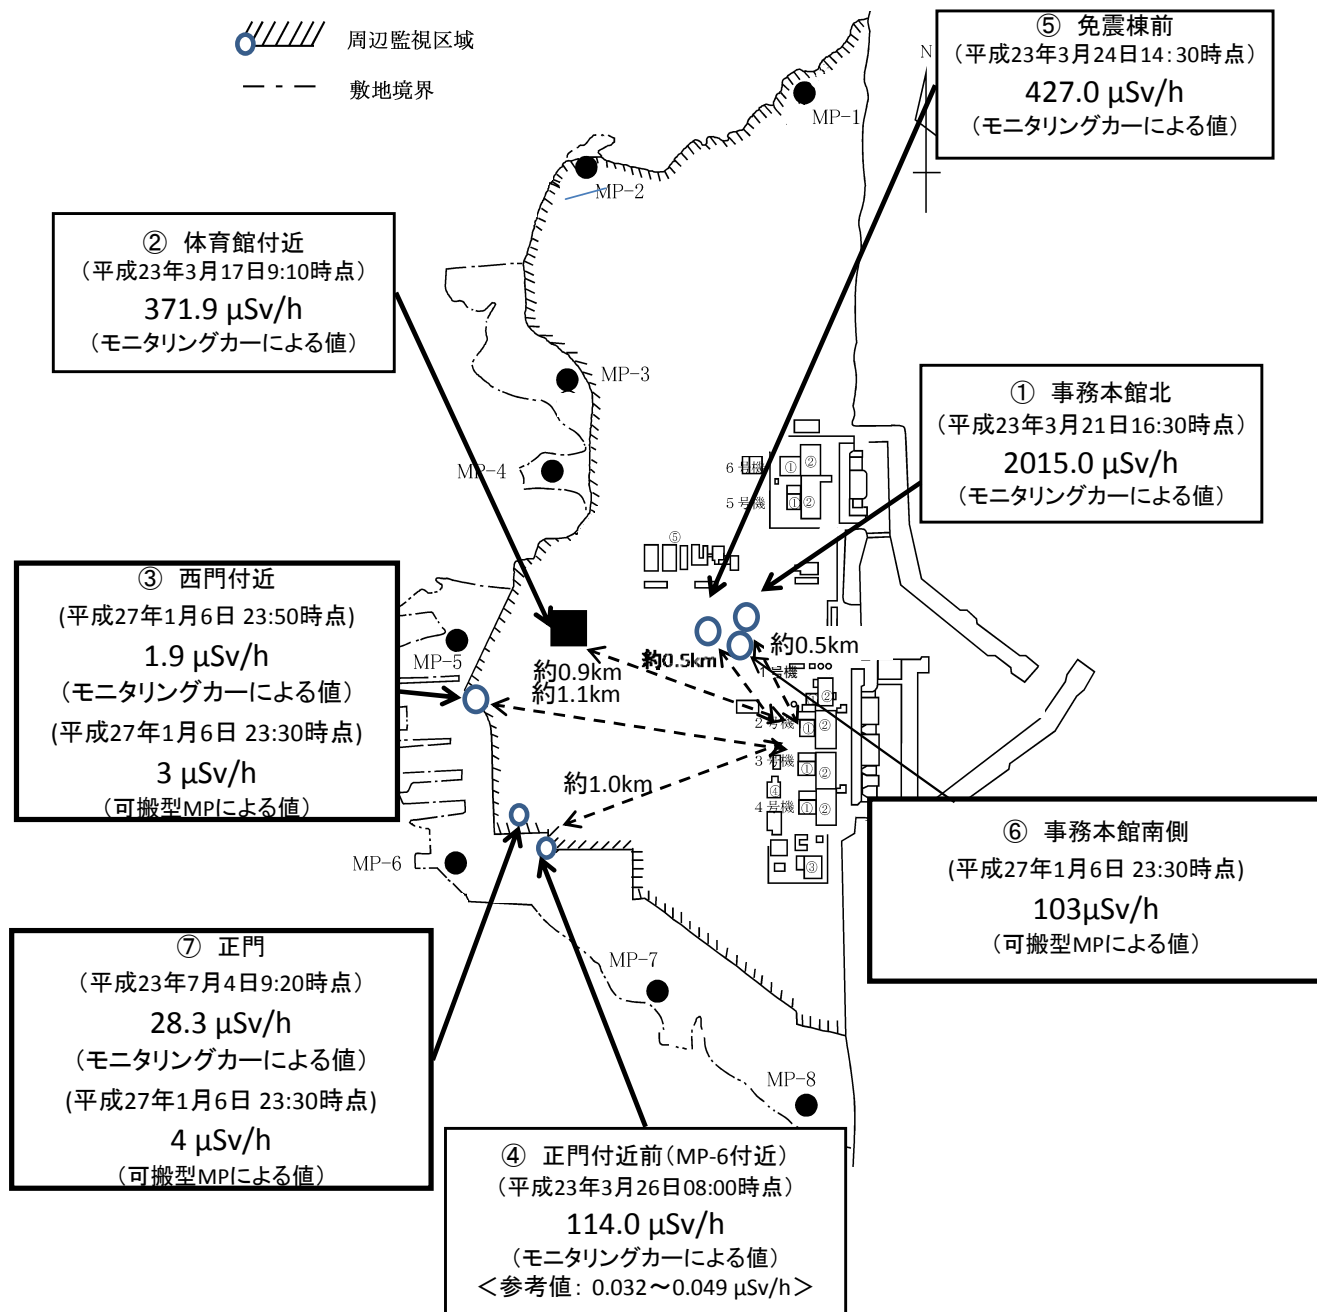 周辺監視区域
敷地境界
⑤ 免震棟前
(平成23年3月24日14:30時点)
427.0 μSv/h
(モニタリングカーによる値)
N
MP-1
MP-2
② 体育館付近
(平成23年3月17日9:10時点)
371.9 μSv/h
(モニタリングカーによる値)
MP-3
① 事務本館北
(平成23年3月21日16:30時点)
2015.0 μSv/h
(モニタリングカーによる値)
MP-4
6号機
① ②
5号機
① ②
⑤
③ 西門付近
(平成27年1月6日 23:50時点)
1.9 μSv/h
(モニタリングカーによる値)
(平成27年1月6日 23:30時点)
3 μSv/h
(可搬型MPによる値)
MP-5
約0.5km
約0.5km
約0.9km
約1.1km
1号機
②
2号機
① ②
3号機
① ②
約1.0km
④
4号機
① ②
③
MP-6
⑥ 事務本館南側
(平成27年1月6日 23:30時点)
103μSv/h
(可搬型MPによる値)
⑦ 正門
(平成23年7月4日9:20時点)
28.3 μSv/h
(モニタリングカーによる値)
(平成27年1月6日 23:30時点)
4 μSv/h
(可搬型MPによる値)
MP-7
MP-8
④ 正門付近前(MP-6付近)
(平成23年3月26日08:00時点)
114.0 μSv/h
(モニタリングカーによる値)
<参考値: 0.032~0.049 μSv/h>